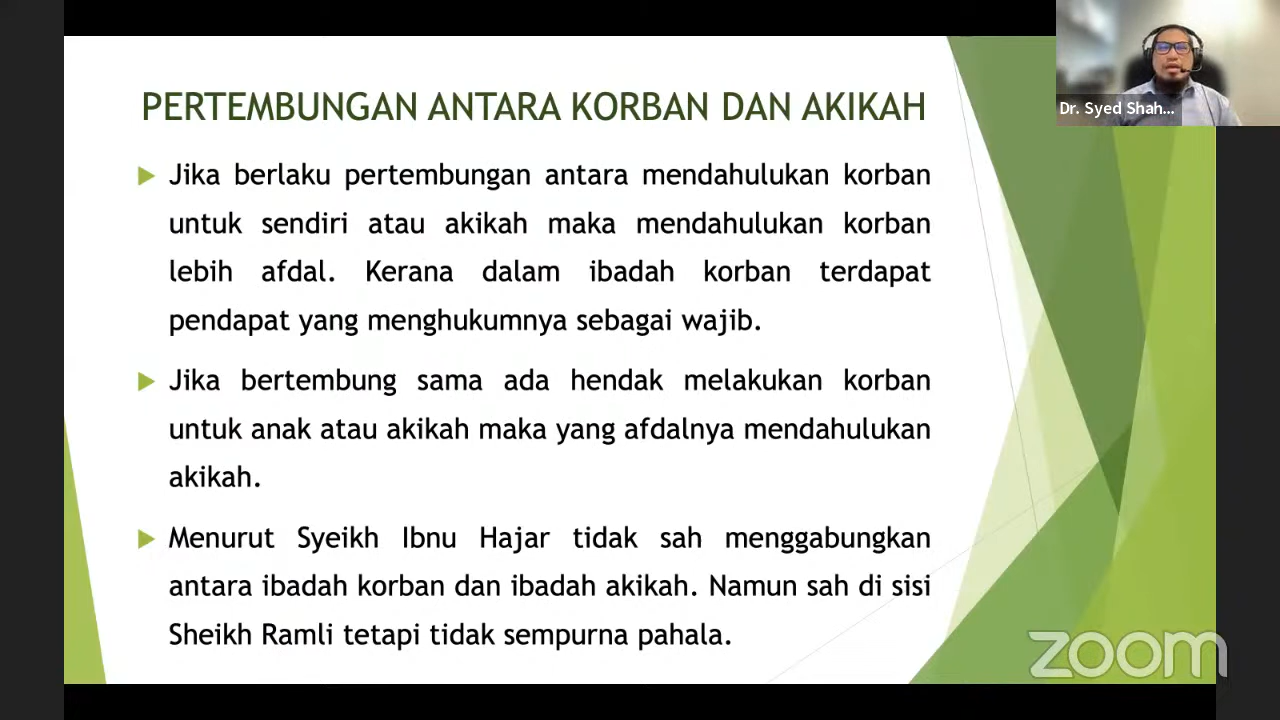 PERTEMBUNGAN ANTARA KORBAN DAN AKIKAH
Jika berlaku pertembungan antara mendahulukan korban
untuk sendiri atau akikah maka mendahulukan korban
lebih afdal. Kerana dalam ibadah korban terdapat
pendapat yang menghukumnya sebagai wajib.
Jika bertembung sama ada hendak melakukan korban
untuk anak atau akikah maka yang afdalnya mendahulukan
akikah.
Menurut Syeikh Ibnu Hajar tidak sah menggabungkan
antara ibadah korban dan ibadah akikah. Namun sah di sisi
Sheikh Ramli tetapi tidak sempurna pahala.
Dr. Syed Shah...
zoom